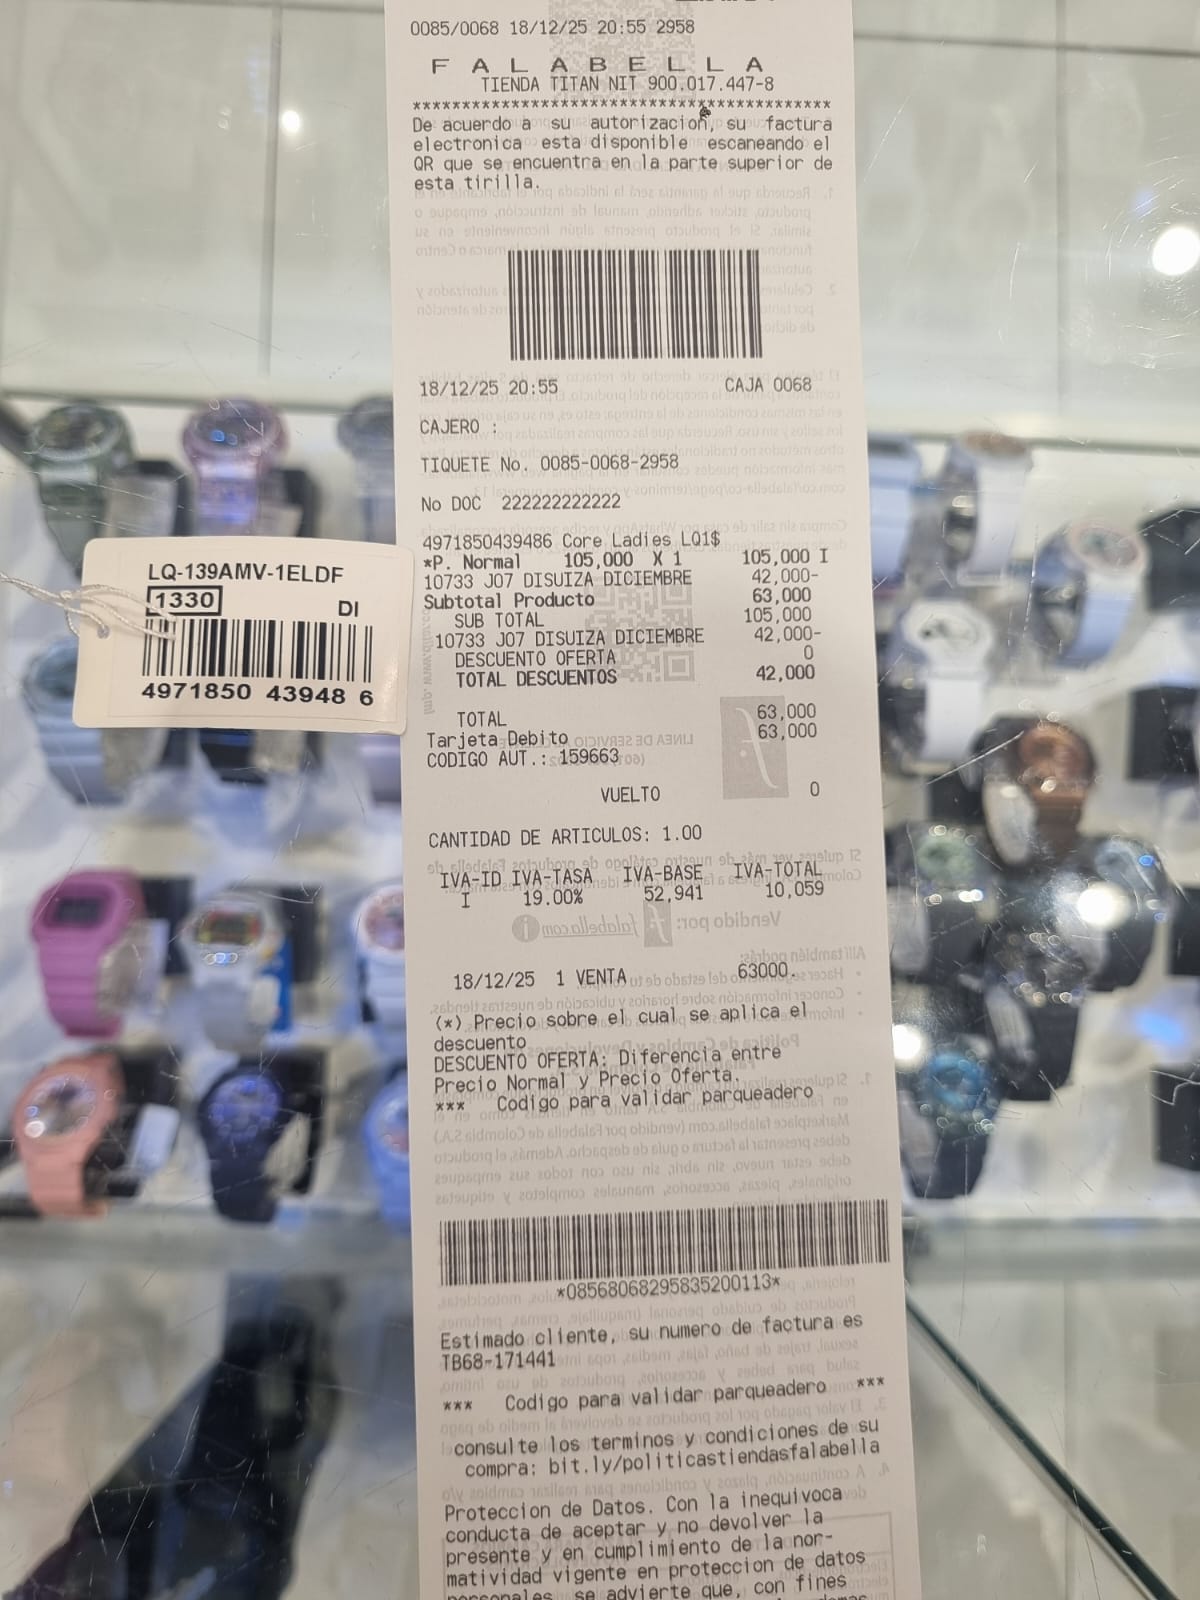 0085/0068 18/12/25 20:55 2958
F A L A B E L L A
TIENDA TITAN NIT 900.017.447-8
******************************************
De acuerdo a su autorizacion, su factura
electronica esta disponible escaneando el
QR que se encuentra en la parte superior de
esta tirilla.
18/12/25 20:55 CAJA 0068
CAJERO :
TIQUETE No. 0085-0068-2958
No DOC 222222222222
4971850439486 Core Ladies LQ1$
*P. Normal 105,000 X 1 105,000 I
10733 J07 DISUIZA DICIEMBRE 42,000-
Subtotal Producto 63,000
SUB TOTAL 105,000
10733 J07 DISUIZA DICIEMBRE 42,000-
DESCUENTO OFERTA 0
TOTAL DESCUENTOS 42,000
TOTAL 63,000
Tarjeta Debito 63,000
CODIGO AUT.: 159663
VUELTO 0
CANTIDAD DE ARTICULOS: 1.00
IVA-ID IVA-TASA IVA-BASE IVA-TOTAL
I 19.00% 52,941 10,059
18/12/25 1 VENTA 63000.
(*) Precio sobre el cual se aplica el
descuento
DESCUENTO OFERTA: Diferencia entre
Precio Normal y Precio Oferta.
*** Codigo para validar parqueadero
*08568068295835200113*
Estimado cliente, su numero de factura es
TB68-171441
*** Codigo para validar parqueadero ***
consulte los terminos y condiciones de su
compra: bit.ly/politicastiendasfalabella
Proteccion de Datos. Con la inequivoca
conducta de aceptar y no devolver la
presente y en cumplimiento de la nor-
matividad vigente en proteccion de datos
personales se advierte que, con fines
LQ-139AMV-1ELDF
1330 DI
4971850 43948 6